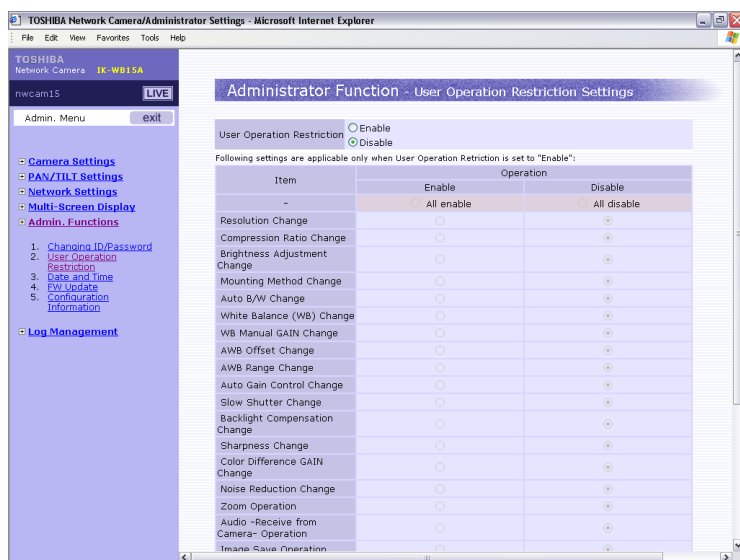 TOSHIBA Network Camera/Administrator Settings - Microsoft Internet Explorer
File Edit View Favorites Tools Help
TOSHIBA
Network Camera IK-WB15A
nwcam15 LIVE
Admin. Menu exit
Camera Settings
PAN/TILT Settings
Network Settings
Multi-Screen Display
Admin. Functions
1. Changing ID/Password
2. User Operation
Restriction
3. Date and Time
4. FW Update
5. Configuration
Information
Log Management
Administrator Function - User Operation Restriction Settings
User Operation Restriction
Enable
Disable
Following settings are applicable only when User Operation Retriction is set to "Enable":
Item
Operation
Enable Disable
- All enable All disable
Resolution Change
Compression Ratio Change
Brightness Adjustment
Change
Mounting Method Change
Auto B/W Change
White Balance (WB) Change
WB Manual GAIN Change
AWB Offset Change
AWB Range Change
Auto Gain Control Change
Slow Shutter Change
Backlight Compensation
Change
Sharpness Change
Color Difference GAIN
Change
Noise Reduction Change
Zoom Operation
Audio -Receive from
Camera- Operation
Image Save Operation